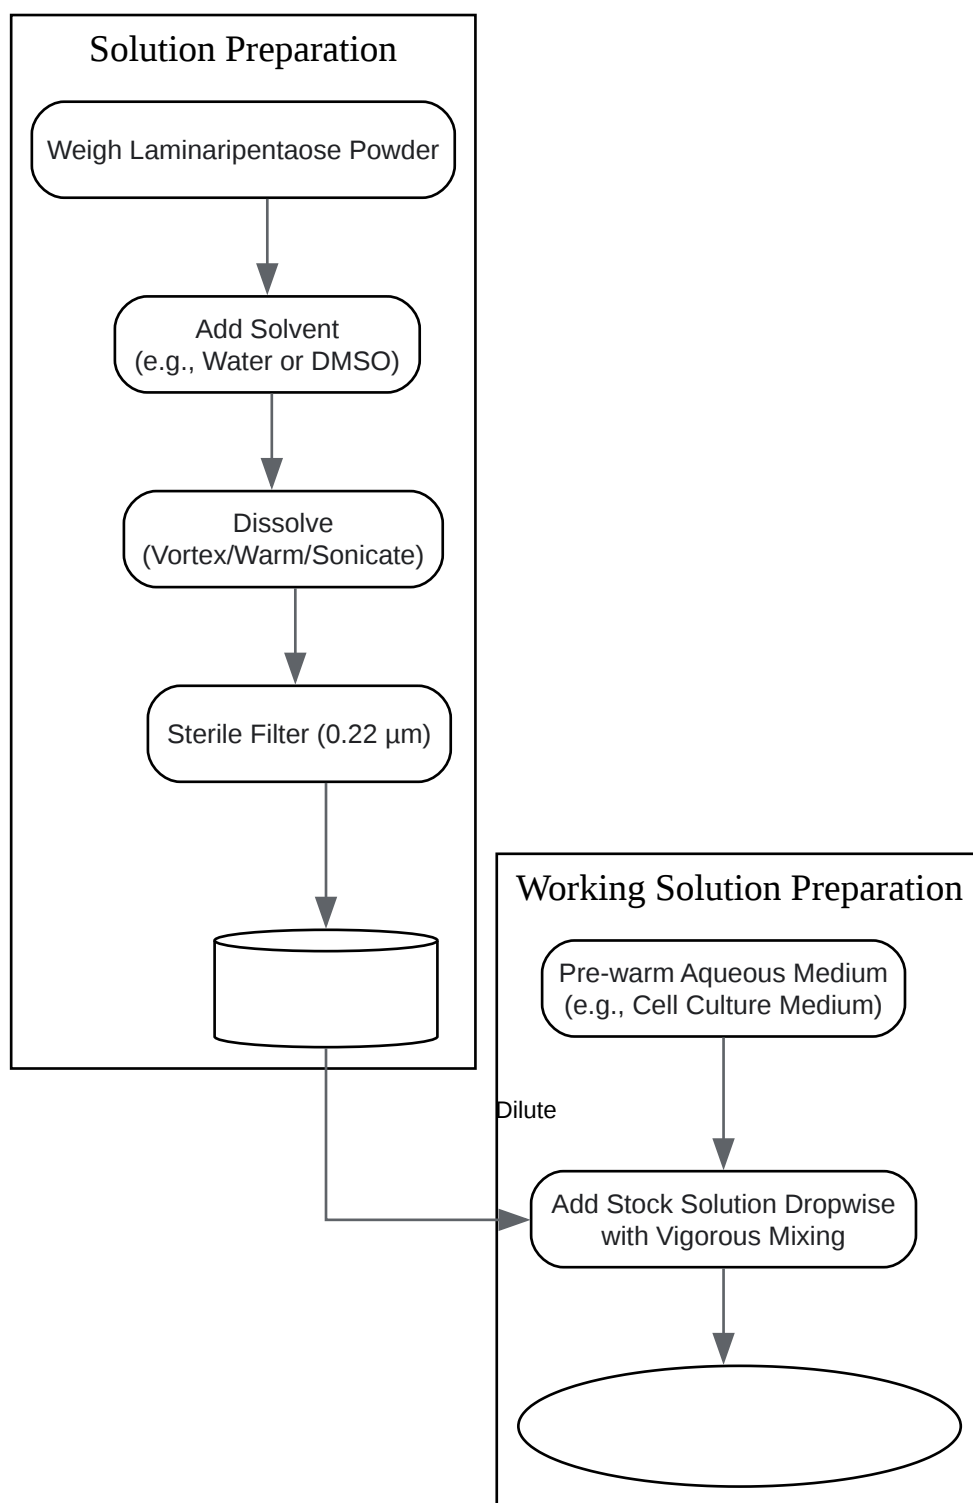 Solution Preparation
Weigh Laminaripentaose Powder
Add Solvent
(e.g., Water or DMSO)
Dissolve
(Vortex/Warm/Sonicate)
Sterile Filter (0.22 µm)
Working Solution Preparation
Pre-warm Aqueous Medium
(e.g., Cell Culture Medium)
Dilute
Add Stock Solution Dropwise
with Vigorous Mixing